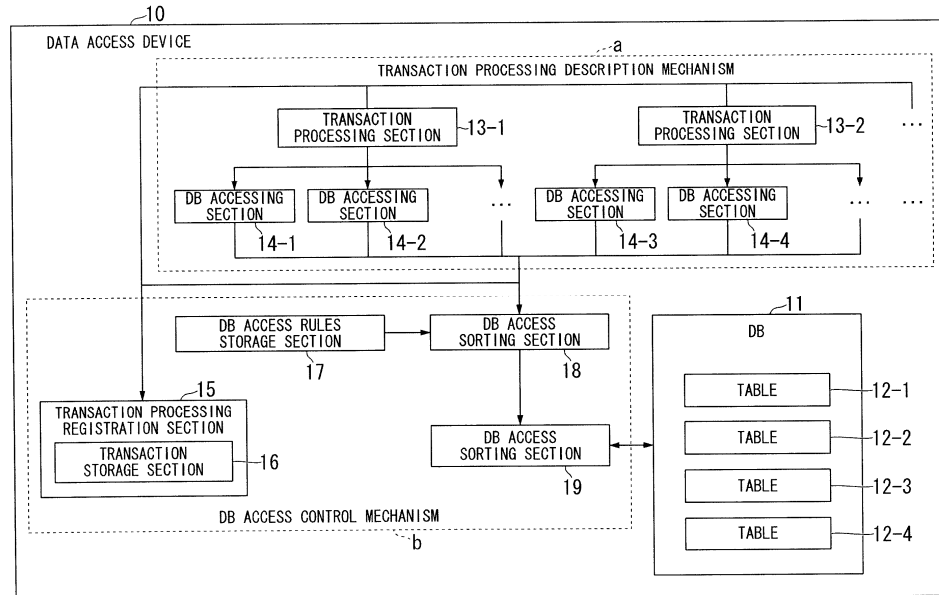 10
DATA ACCESS DEVICE
a
TRANSACTION PROCESSING DESCRIPTION MECHANISM
TRANSACTION
PROCESSING SECTION
13-1
TRANSACTION
PROCESSING SECTION
13-2
...
DB ACCESSING
SECTION
14-1
DB ACCESSING
SECTION
14-2
...
DB ACCESSING
SECTION
14-3
DB ACCESSING
SECTION
14-4
...
...
DB ACCESS RULES
STORAGE SECTION
17
DB ACCESS
SORTING SECTION
18
15
TRANSACTION PROCESSING
REGISTRATION SECTION
TRANSACTION
STORAGE SECTION
16
DB ACCESS
SORTING SECTION
19
DB ACCESS CONTROL MECHANISM
b
11
DB
TABLE
12-1
TABLE
12-2
TABLE
12-3
TABLE
12-4